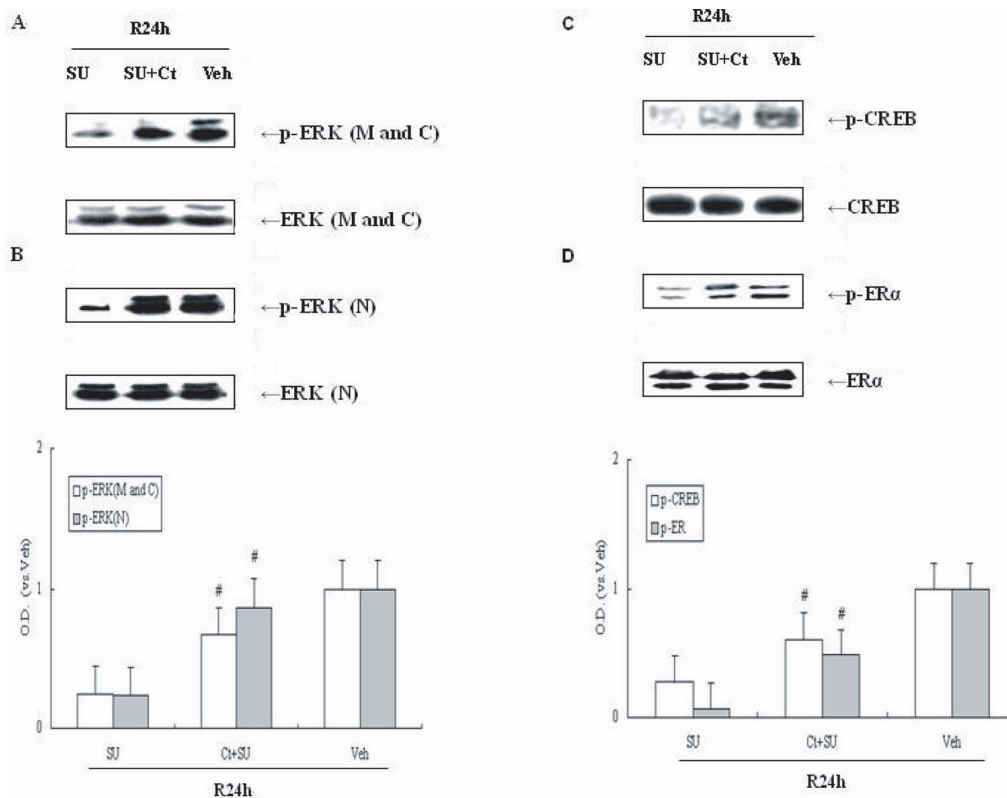 A
R24h
SU SU+Ct Veh
←p-ERK (M and C)
←ERK (M and C)
B
←p-ERK (N)
←ERK (N)
2
p-ERK(M and C)
p-ERK(N)
O.D. (vs.Veh)
# #
1
0
SU Ct+SU Veh
R24h
C
R24h
SU SU+Ct Veh
←p-CREB
←CREB
D
←p-ERα
←ERα
2
p-CREB
p-ER
O.D. (vs.Veh)
# #
1
0
SU Ct+SU Veh
R24h